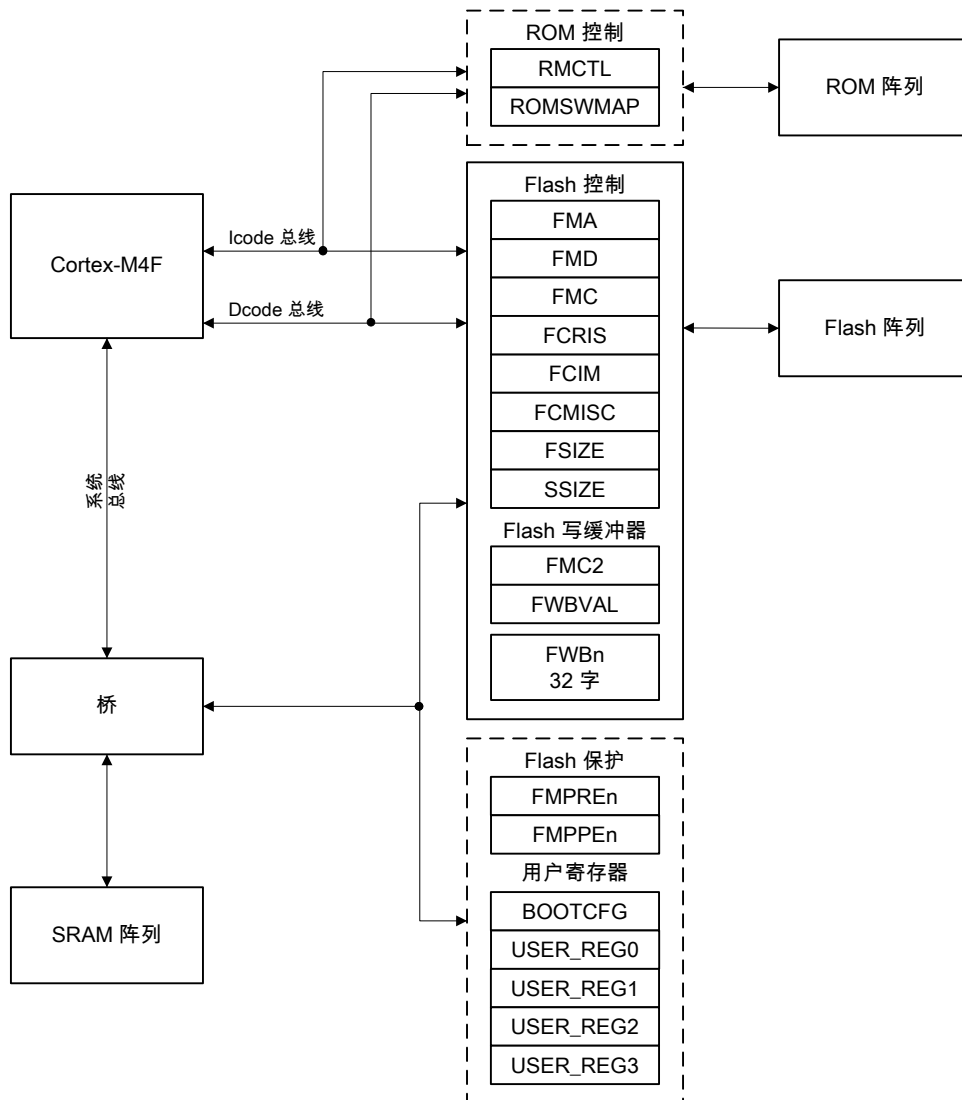 ROM 控制
RMCTL
ROMSWMAP
ROM 阵列
Cortex-M4F
Icode 总线
Dcode 总线
Flash 控制
FMA
FMD
FMC
FCRIS
FCIM
FCMISC
FSIZE
SSIZE
Flash 写缓冲器
FMC2
FWBVAL
FWBn
32 字
Flash 阵列
系统
总线
桥
SRAM 阵列
Flash 保护
FMPREn
FMPPEn
用户寄存器
BOOTCFG
USER_REG0
USER_REG1
USER_REG2
USER_REG3